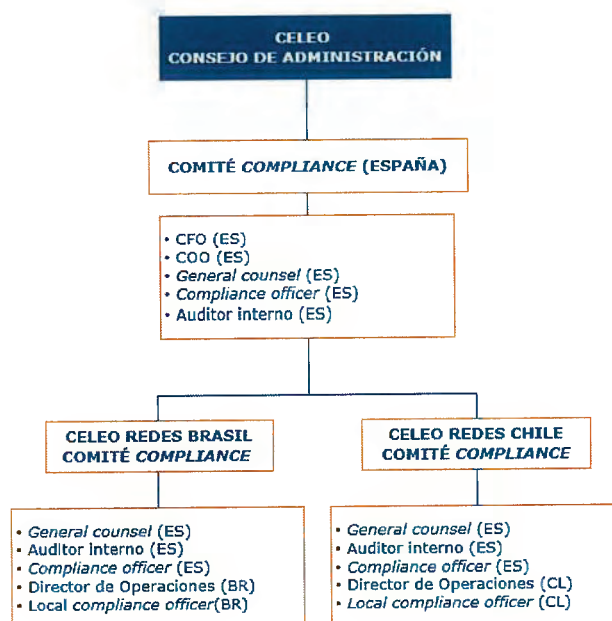 CELEO
CONSEJO DE ADMINISTRACIÓN
COMITÉ COMPLIANCE (ESPAÑA)
• CFO (ES)
• COO (ES)
• General counsel (ES)
• Compliance officer (ES)
• Auditor interno (ES)
CELEO REDES BRASIL
COMITÉ COMPLIANCE
CELEO REDES CHILE
COMITÉ COMPLIANCE
• General counsel (ES)
• Auditor Interno (ES)
• Compliance officer (ES)
• Director de Operaciones (BR)
• Local compliance officer(BR)
• General counsel (ES)
• Auditor interno (ES)
• Compliance officer (ES)
• Director de Operaciones (CL)
• Local compliance officer (CL)